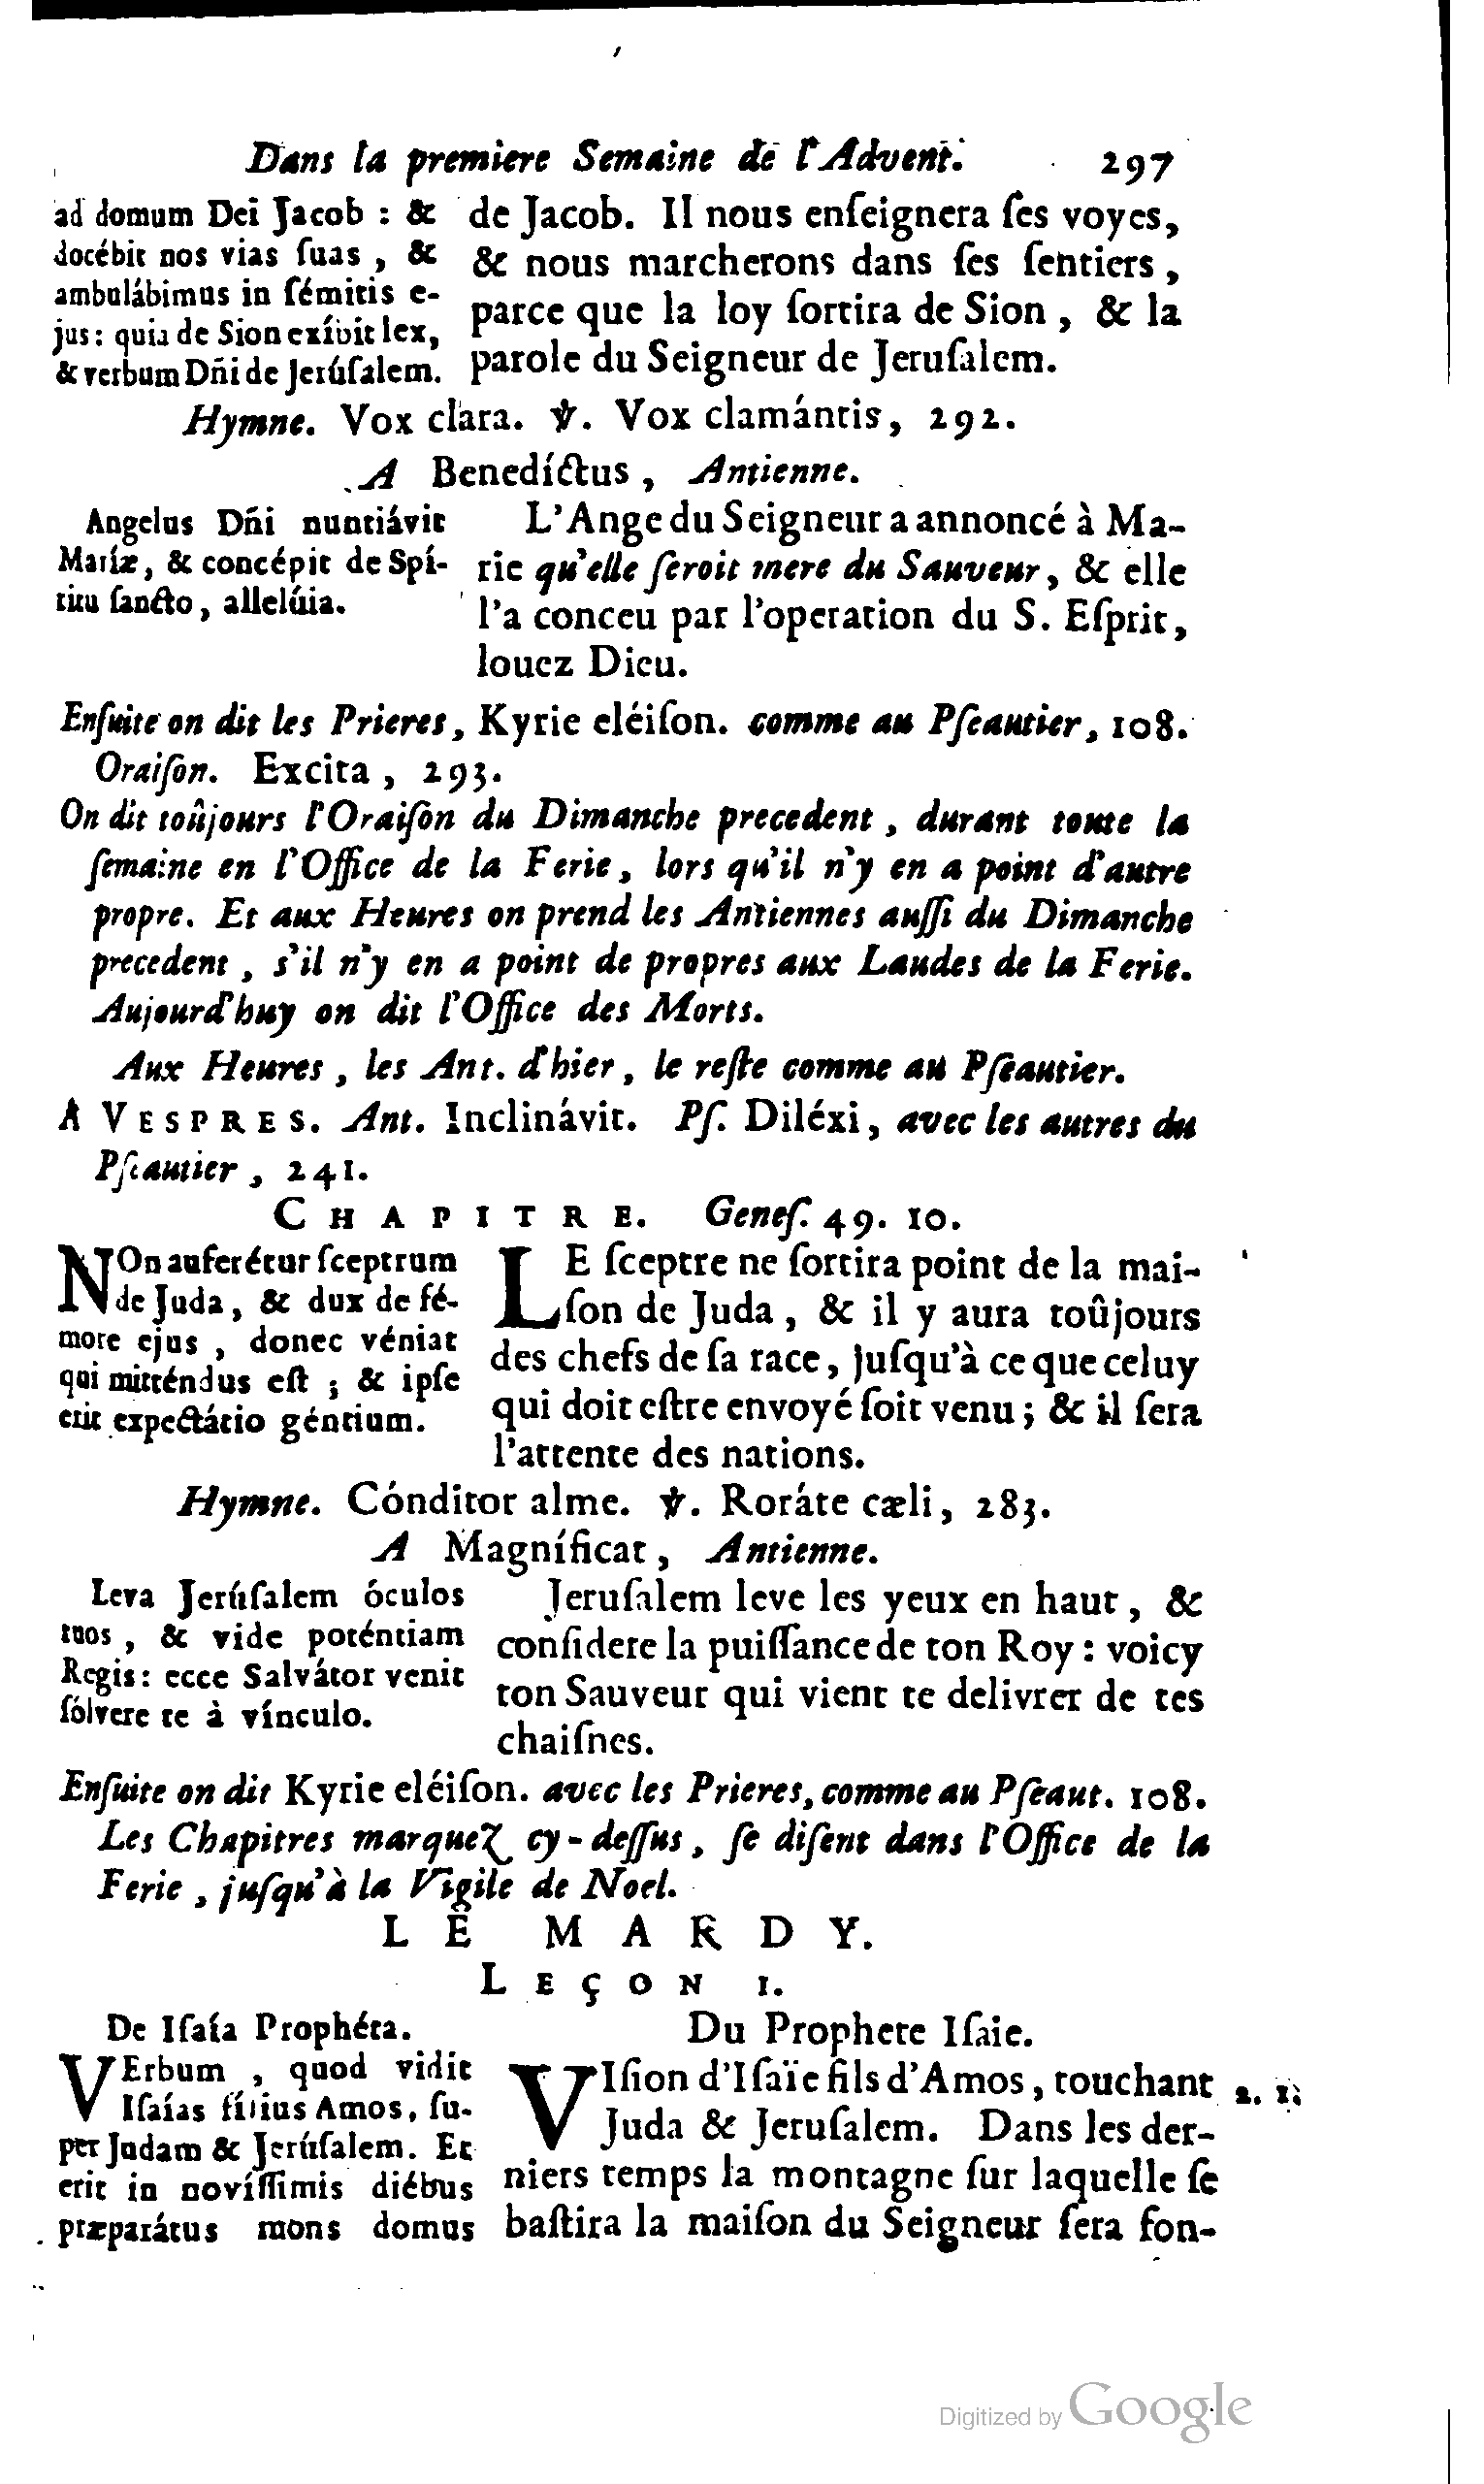 Dans la premiere Semaine de l'Advent. 297
ad domum Dei Jacob : &
docébit nos vias ſuas , &
ambulábimus in ſémitis e-
jus: quia de Sion exíbit lex,
& verbum Dñi de Jerúſalem.
de Jacob. Il nous enſeignera ſes voyes,
& nous marcherons dans ſes ſentiers ,
parce que la loy ſortira de Sion , & la
parole du Seigneur de Jeruſalem.
Hymne. Vox clara. ℣. Vox clamántis, 292.
A Benedíctus , Antienne.
Angelus Dñi nuntiávit
Maríæ, & concépit de Spí-
ritu ſancto, allelúia.
L'Ange du Seigneur a annoncé à Ma-
rie qu'elle ſeroit mere du Sauveur, & elle
l'a conceu par l'operation du S. Eſprit,
louez Dieu.
Enſuite on dit les Prieres, Kyrie eléiſon. comme au Pſeautier, 108.
Oraiſon. Excita , 293.
On dit toûjours l'Oraiſon du Dimanche precedent , durant toute la
ſemaine en l'Office de la Ferie, lors qu'il n'y en a point d'autre
propre. Et aux Heures on prend les Antiennes auſſi du Dimanche
precedent , s'il n'y en a point de propres aux Laudes de la Ferie.
Aujourd'huy on dit l'Office des Morts.
Aux Heures , les Ant. d'hier, le reſte comme au Pſeautier.
A VESPRES. Ant. Inclinávit. Pſ. Diléxi, avec les autres du
Pſeautier , 241.
CHAPITRE. Geneſ. 49. 10.
NOn auferétur ſceptrum
de Juda, & dux de fé-
more ejus , donec véniat
qui mitténdus eſt ; & ipſe
erit expectátio géntium.
LE ſceptre ne ſortira point de la mai-
ſon de Juda , & il y aura toûjours
des chefs de ſa race, juſqu'à ce que celuy
qui doit eſtre envoyé ſoit venu ; & il ſera
l'attente des nations.
Hymne. Cónditor alme. ℣. Roráte cæli, 283.
A Magníficat , Antienne.
Leva Jerúſalem óculos
tuos , & vide poténtiam
Regis: ecce Salvátor venit
ſólvere te à vínculo.
Jeruſalem leve les yeux en haut , &
conſidere la puiſſance de ton Roy : voicy
ton Sauveur qui vient te delivrer de tes
chaiſnes.
Enſuite on dit Kyrie eléiſon. avec les Prieres, comme au Pſeaut. 108.
Les Chapitres marquez cy-deſſus, ſe diſent dans l'Office de la
Ferie , juſqu'à la Vigile de Noel.
LE MARDY.
LEÇON I.
De Iſaía Prophéta.
VErbum , quod vidit
Iſaías fílius Amos, ſu-
per Judam & Jerúſalem. Et
erit in novíſſimis diébus
præparátus mons domus
Du Prophete Iſaie.
VIſion d'Iſaïe fils d'Amos, touchant 2. 1.
Juda & Jeruſalem. Dans les der-
niers temps la montagne ſur laquelle ſe
baſtira la maiſon du Seigneur ſera fon-
Digitized by Google